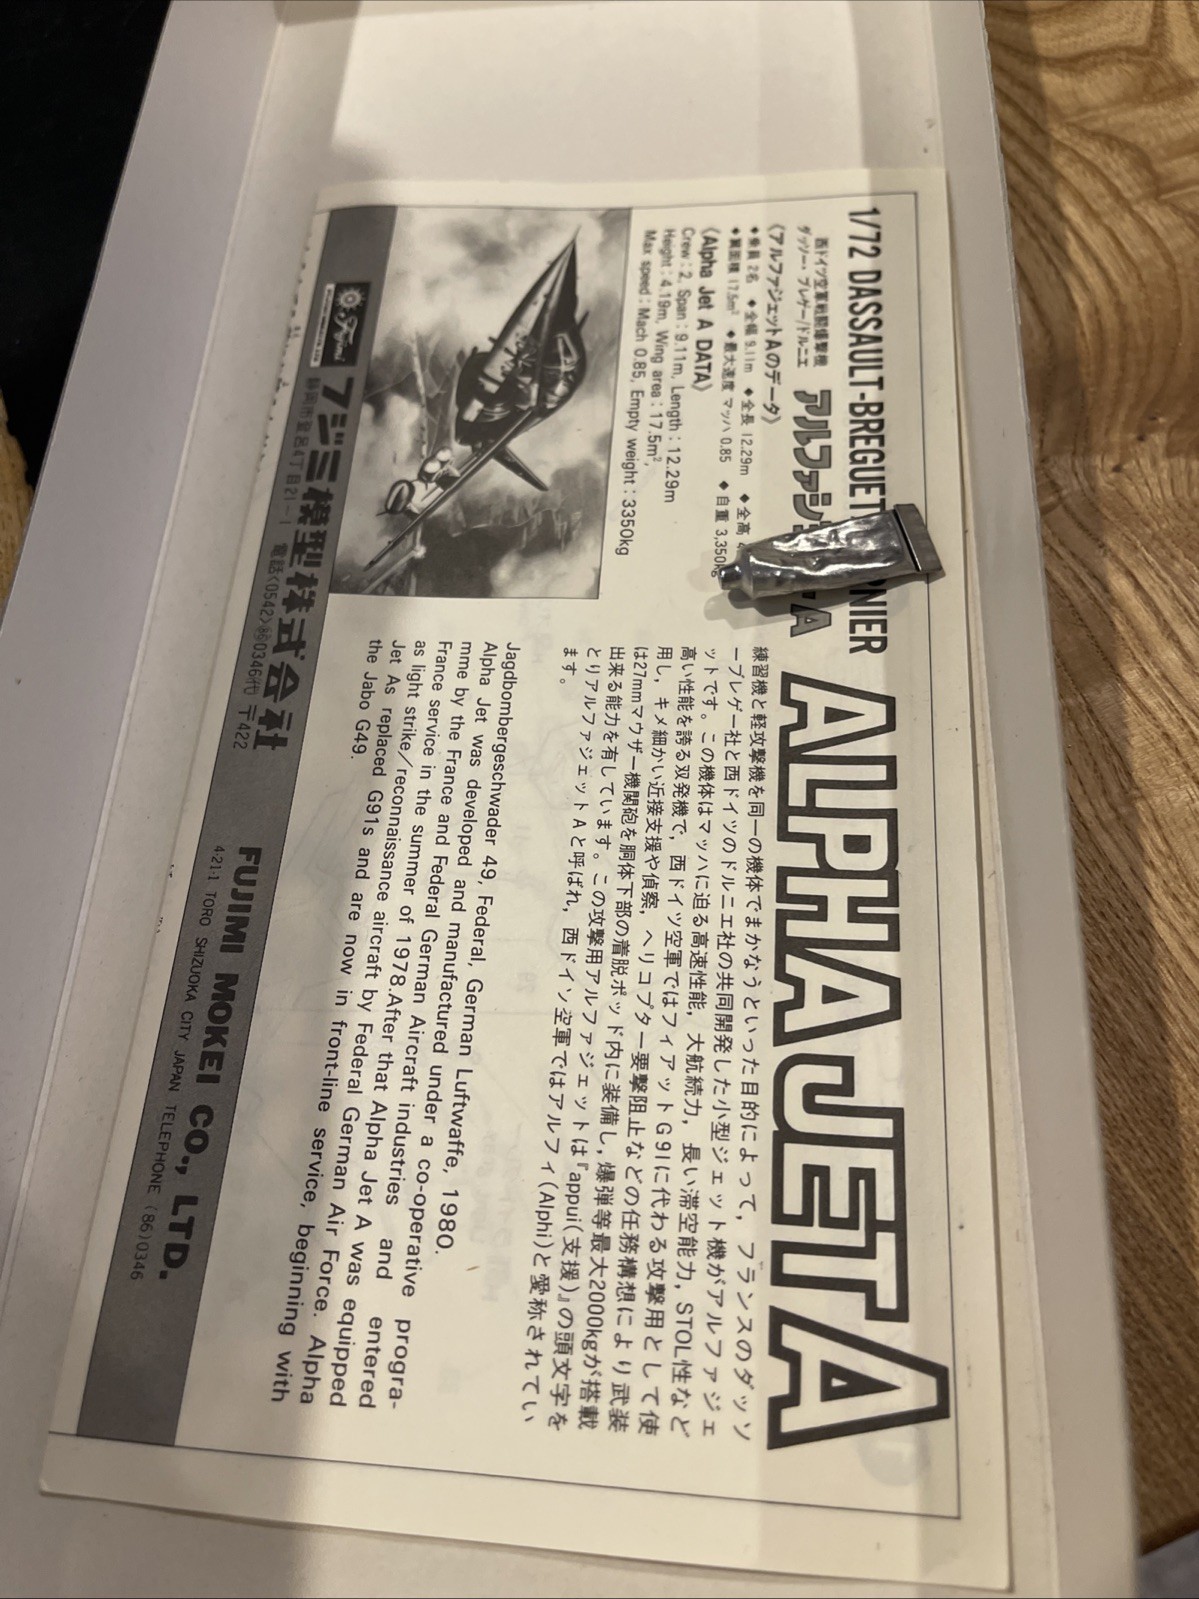 1/72 DASSAULT-BREGUET DORNIER
ALPHA JET A
西ドイツ空軍戦闘爆撃機
ダッソー・ブレゲー/ドルニエ
アルファジ A
《アルファジェットAのデータ》
◆乗員 2名 ◆全幅 9.11m ◆全長 12.29m ◆全高 4
◆翼面積 17.5m² ◆最大速度 マッハ 0.85 ◆自重 3,350kg
《Alpha Jet A DATA》
Crew : 2, Span : 9.11m, Length : 12.29m
Height : 4.19m, Wing area : 17.5m²,
Max speed : Mach 0.85, Empty weight : 3350kg
練習機と軽攻撃機を同一の機体でまかなうといった目的によって，フランスのダッソ
ーブレゲー社と西ドイツのドルニエ社の共同開発した小型ジェット機がアルファジェ
ットです。この機体はマッハに迫る高速性能，大航続力，長い滞空能力，STOL性など
高い性能を誇る双発機で，西ドイツ空軍ではフィアットG91に代わる攻撃用として使
用し，キメ細かい近接支援や偵察，ヘリコプター要撃阻止などの任務構想により武装
は27mmマウザー機関砲を胴体下部の着脱ポッド内に装備し，爆弾等最大2000kgが搭載
出来る能力を有しています。この攻撃用アルファジェットは『appui(支援)』の頭文字を
とりアルファジェットAと呼ばれ，西ドイツ空軍ではアルフィ(Alphi)と愛称されてい
ます。
Jagdbombergeschwader 49, Federal, German Luftwaffe, 1980.
Alpha Jet was developed and manufactured under a co-operative progra-
mme by the France and Federal German Aircraft industries and entered
France service in the summer of 1978.After that Alpha Jet A was equipped
as light strike／reconnaissance aircraft by Federal German Air Force. Alpha
Jet As replaced G91s and are now in front-line service, beginning with
the Jabo G49.
Fujimi
フジミ模型株式会社
静岡市登呂4丁目21-1 電話〈0542〉86 0346(代) 〒422
FUJIMI MOKEI CO., LTD.
4-21-1 TORO SHIZUOKA CITY JAPAN TELEPHONE (86)0346